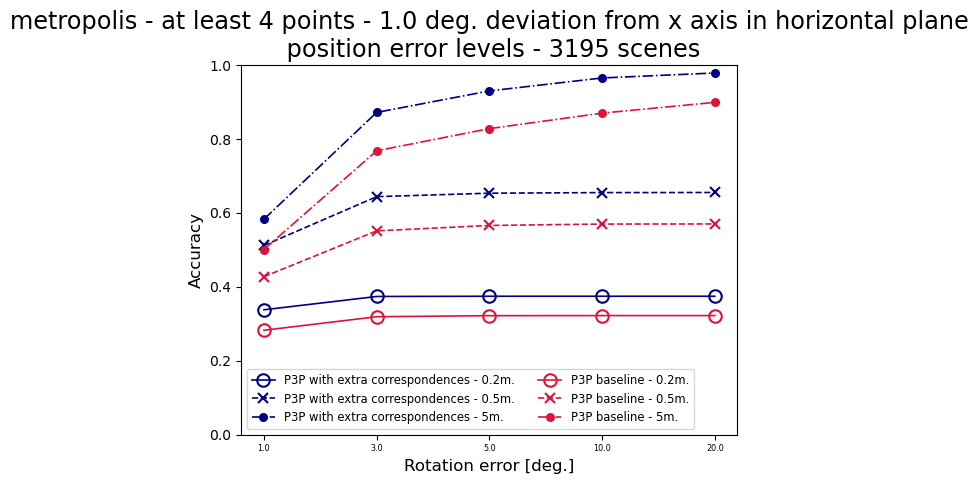 metropolis - at least 4 points - 1.0 deg. deviation from x axis in horizontal plane
position error levels - 3195 scenes
1.0
0.8
0.6
0.4
0.2
0.0
Accuracy
P3P with extra correspondences - 0.2m.
P3P with extra correspondences - 0.5m.
P3P with extra correspondences - 5m.
P3P baseline - 0.2m.
P3P baseline - 0.5m.
P3P baseline - 5m.
1.0 3.0 5.0 10.0 20.0
Rotation error [deg.]